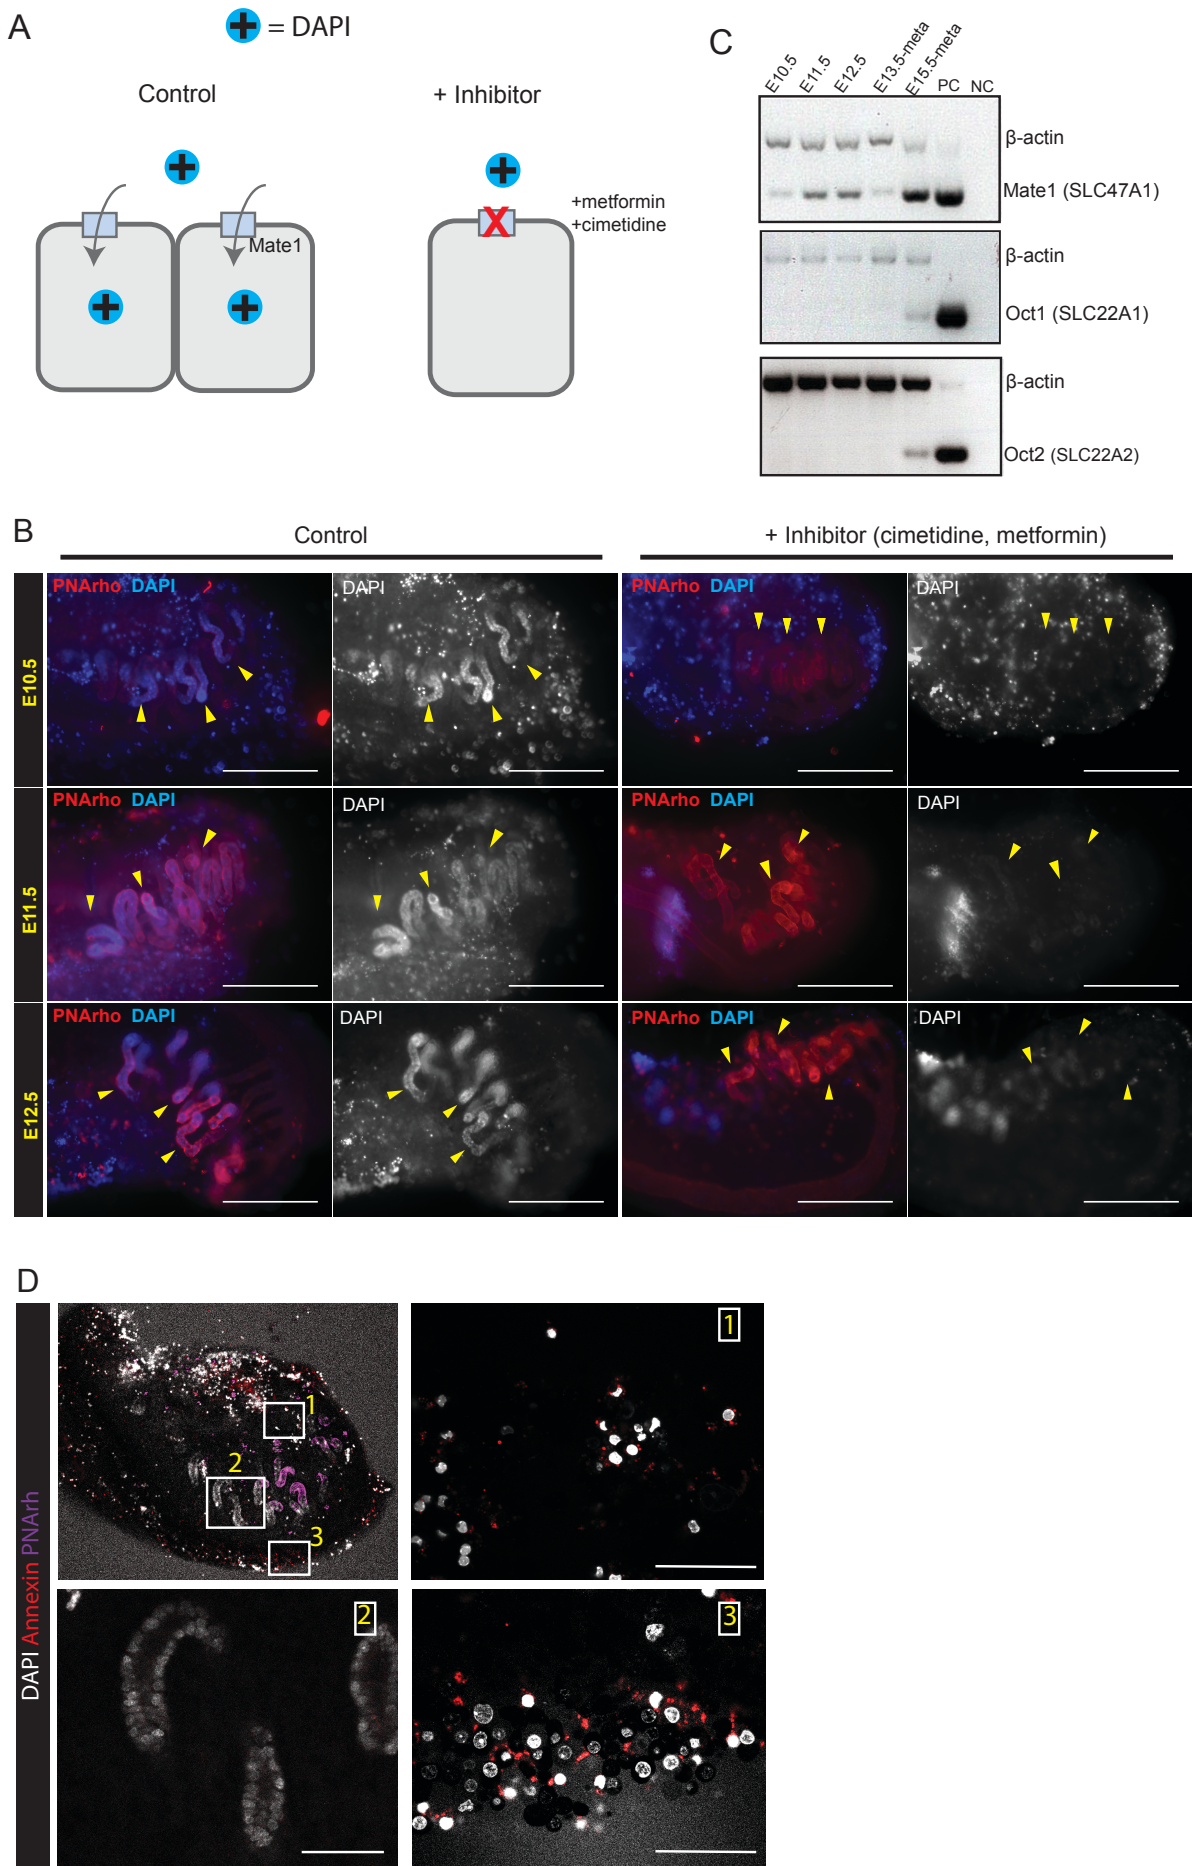 A
= DAPI
Control
+ Inhibitor
Mate1
+metformin
+cimetidine
C
E10.5
E11.5
E12.5
E13.5-meta
E15.5-meta
PC
NC
β-actin
Mate1 (SLC47A1)
β-actin
Oct1 (SLC22A1)
β-actin
Oct2 (SLC22A2)
B
Control
+ Inhibitor (cimetidine, metformin)
E10.5
PNArho DAPI
DAPI
PNArho DAPI
DAPI
E11.5
PNArho DAPI
DAPI
PNArho DAPI
DAPI
E12.5
PNArho DAPI
DAPI
PNArho DAPI
DAPI
D
DAPI Annexin PNArh
1
2
3
1
2
3